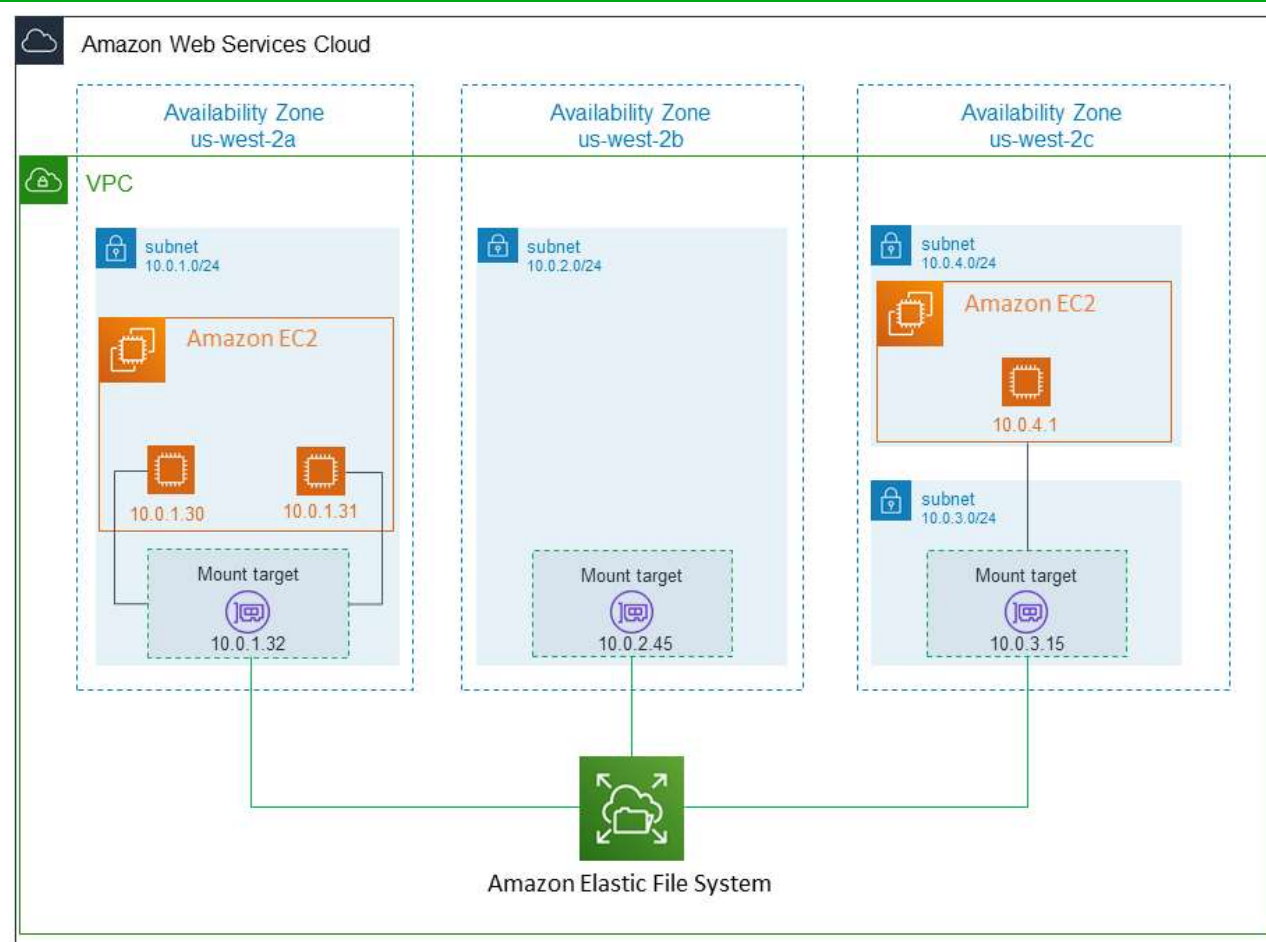 Amazon Web Services Cloud
Availability Zone
us-west-2a
Availability Zone
us-west-2b
Availability Zone
us-west-2c
VPC
subnet
10.0.1.0/24
Amazon EC2
10.0.1.30
10.0.1.31
Mount target
10.0.1.32
subnet
10.0.2.0/24
Mount target
10.0.2.45
subnet
10.0.4.0/24
Amazon EC2
10.0.4.1
subnet
10.0.3.0/24
Mount target
10.0.3.15
Amazon Elastic File System